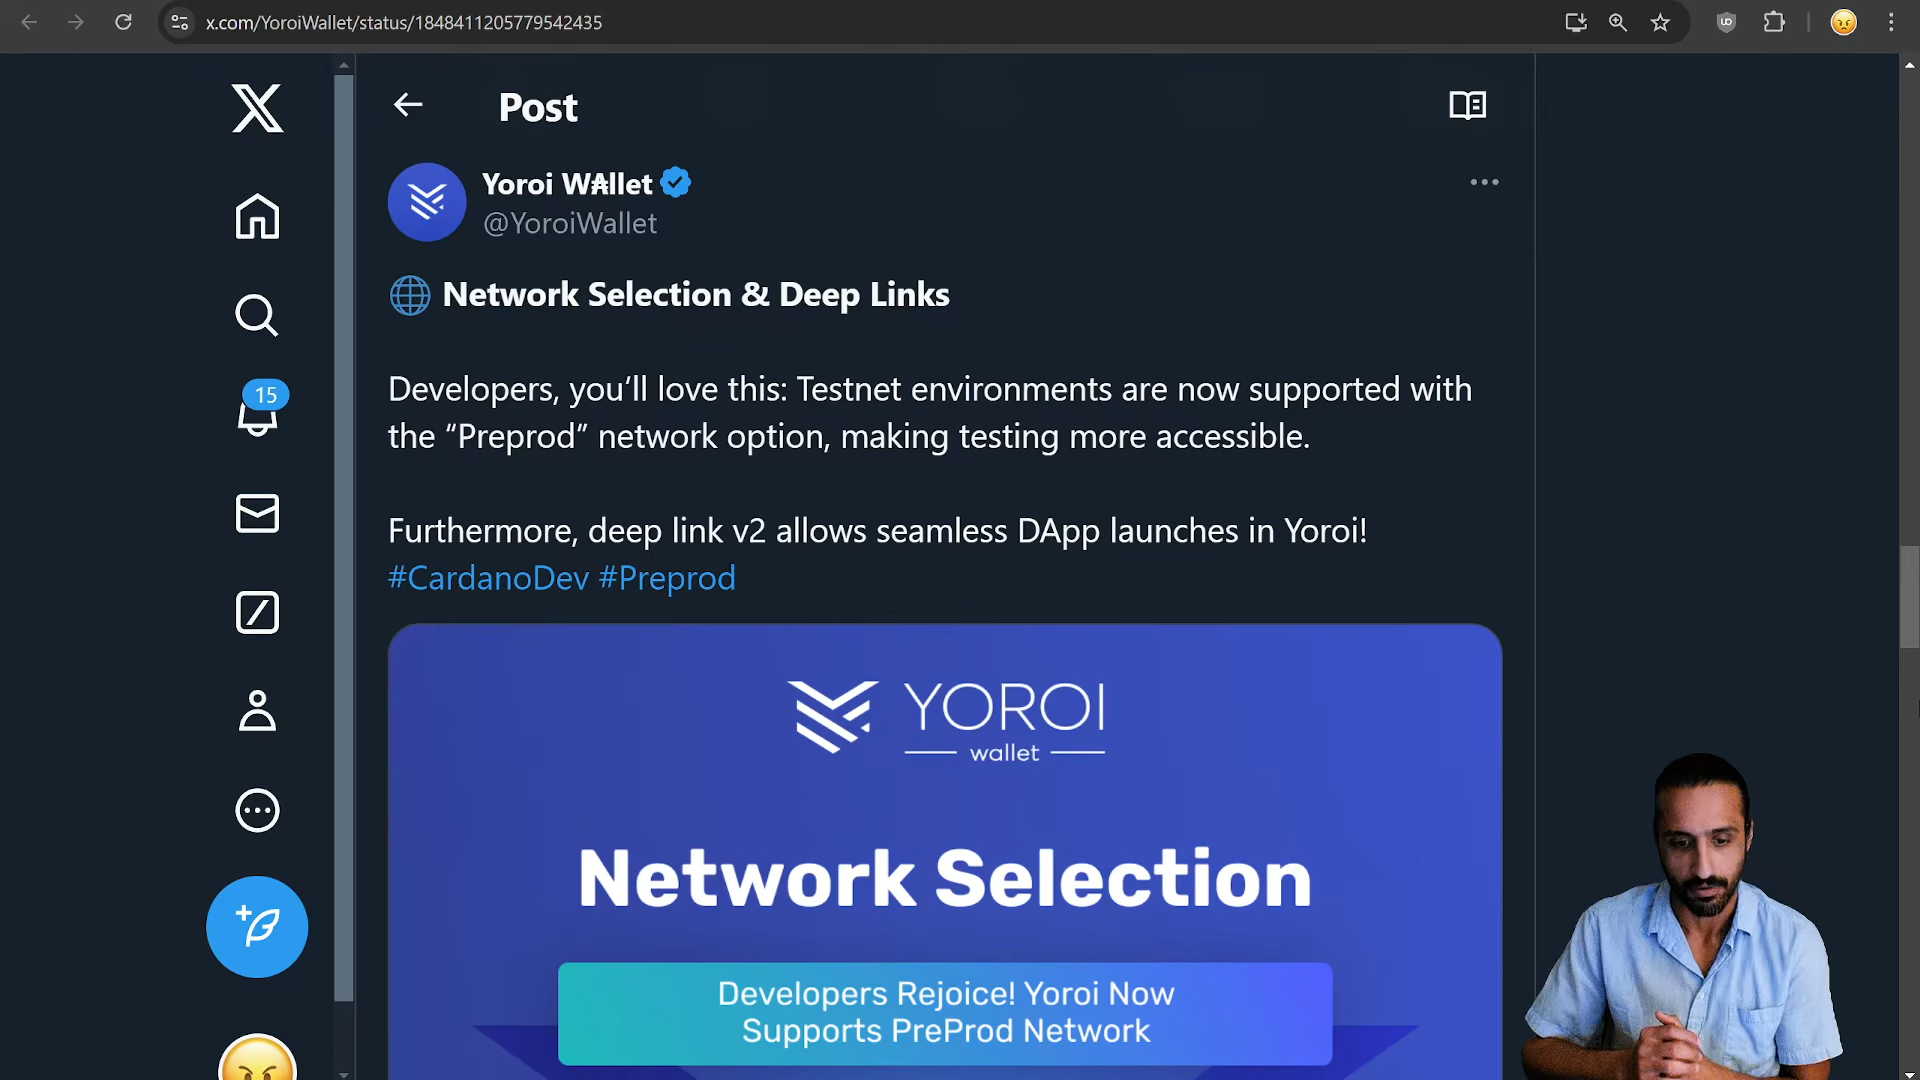 x.com/YoroiWallet/status/1848411205779542435
Post
Yoroi W₳llet
@YoroiWallet
🌐 Network Selection & Deep Links
15
Developers, you’ll love this: Testnet environments are now supported with
the “Preprod” network option, making testing more accessible.
Furthermore, deep link v2 allows seamless DApp launches in Yoroi!
#CardanoDev #Preprod
YOROI
wallet
Network Selection
Developers Rejoice! Yoroi Now
Supports PreProd Network